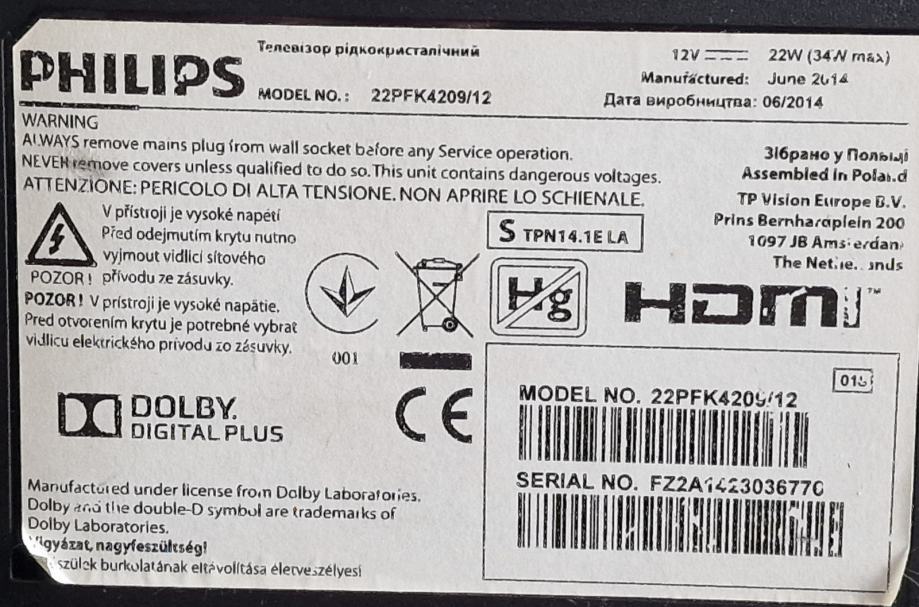 PHILIPS
Телевізор рідкокристалічний
MODEL NO.: 22PFK4209/12
12V 22W (34W max)
Manufactured: June 2014
Дата виробництва: 06/2014
WARNING
ALWAYS remove mains plug from wall socket before any Service operation.
NEVER remove covers unless qualified to do so. This unit contains dangerous voltages.
ATTENZIONE: PERICOLO DI ALTA TENSIONE. NON APRIRE LO SCHIENALE.
Зібрано у Польщі
Assembled in Poland
TP Vision Europe B.V.
Prins Bernhardplein 200
1097 JB Amsterdam
The Netherlands
V přístroji je vysoké napětí
Před odejmutím krytu nutno
vyjmout vidlici síťového
POZOR! přívodu ze zásuvky.
POZOR! V prístroji je vysoké napätie.
Pred otvorením krytu je potrebné vybrať
vidlicu elektrického prívodu zo zásuvky.
S TPN14.1E LA
001
Hg
HDMI™
DOLBY.
DIGITAL PLUS
CE
MODEL NO. 22PFK4209/12
SERIAL NO.
Manufactured under license from Dolby Laboratories.
Dolby and the double-D symbol are trademarks of
Dolby Laboratories.
Vigyázat, nagyfeszültség!
burkolatának eltávolítása életveszélyes!